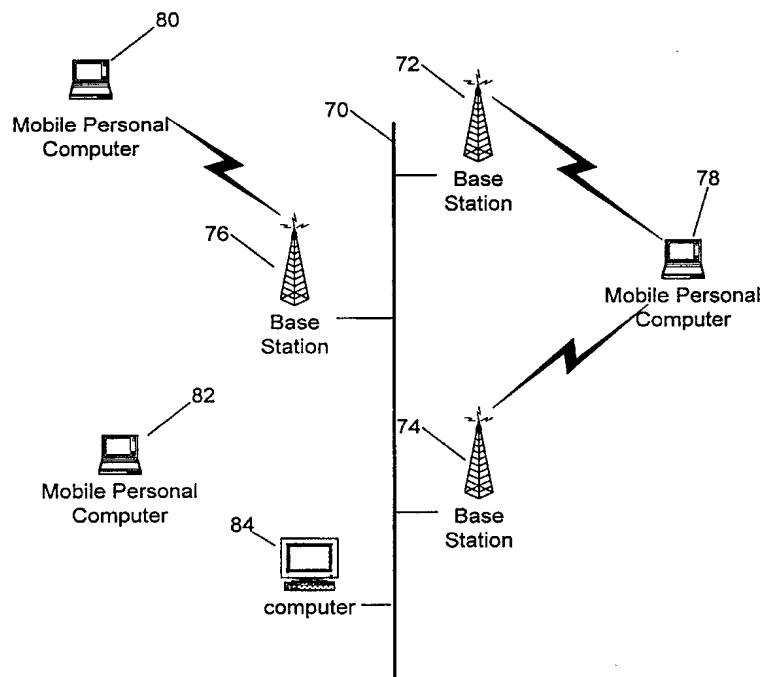 80
Mobile Personal
Computer
72
70
Base
Station
78
Mobile Personal
Computer
76
Base
Station
82
Mobile Personal
Computer
74
Base
Station
84
computer